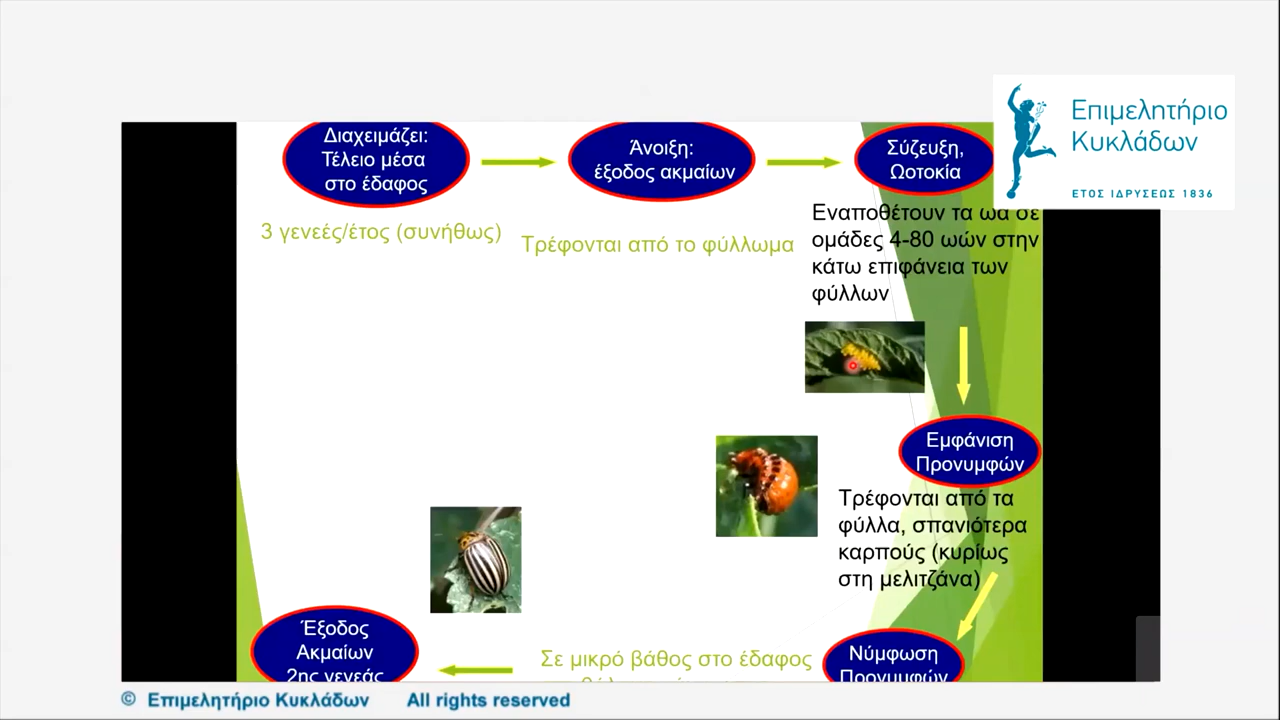 Επιμελητήριο
Κυκλάδων
ΕΤΟΣ ΙΔΡΥΣΕΩΣ 1836
Διαχειμάζει:
Τέλειο μέσα
στο έδαφος
Άνοιξη:
έξοδος ακμαίων
Σύζευξη,
Ωοτοκία
3 γενεές/έτος (συνήθως)
Τρέφονται από το φύλλωμα
Εναποθέτουν τα ωα σε
ομάδες 4-80 ωών στην
κάτω επιφάνεια των
φύλλων
Εμφάνιση
Προνυμφών
Τρέφονται από τα
φύλλα, σπανιότερα
καρπούς (κυρίως
στη μελιτζάνα)
Νύμφωση
Προνυμφών
Σε μικρό βάθος στο έδαφος
Έξοδος
Ακμαίων
2ης γενεάς
© Επιμελητήριο Κυκλάδων All rights reserved